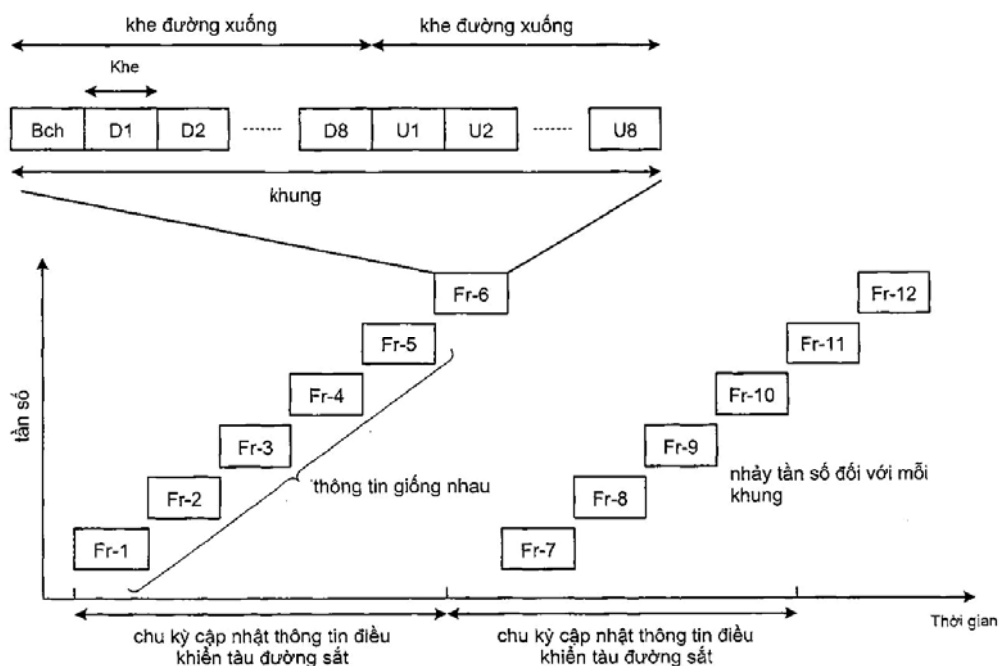 khe đường xuống
khe đường xuống
Khe
Bch
D1
D2
D8
U1
U2
U8
khung
Fr-6
Fr-12
Fr-5
Fr-11
Fr-4
Fr-10
Fr-3
Fr-9
tần số
thông tin giống nhau
nhảy tần số đối với mỗi
khung
Fr-2
Fr-8
Fr-1
Fr-7
Thời gian
chu kỳ cập nhật thông tin điều
khiển tàu đường sắt
chu kỳ cập nhật thông tin điều
khiển tàu đường sắt